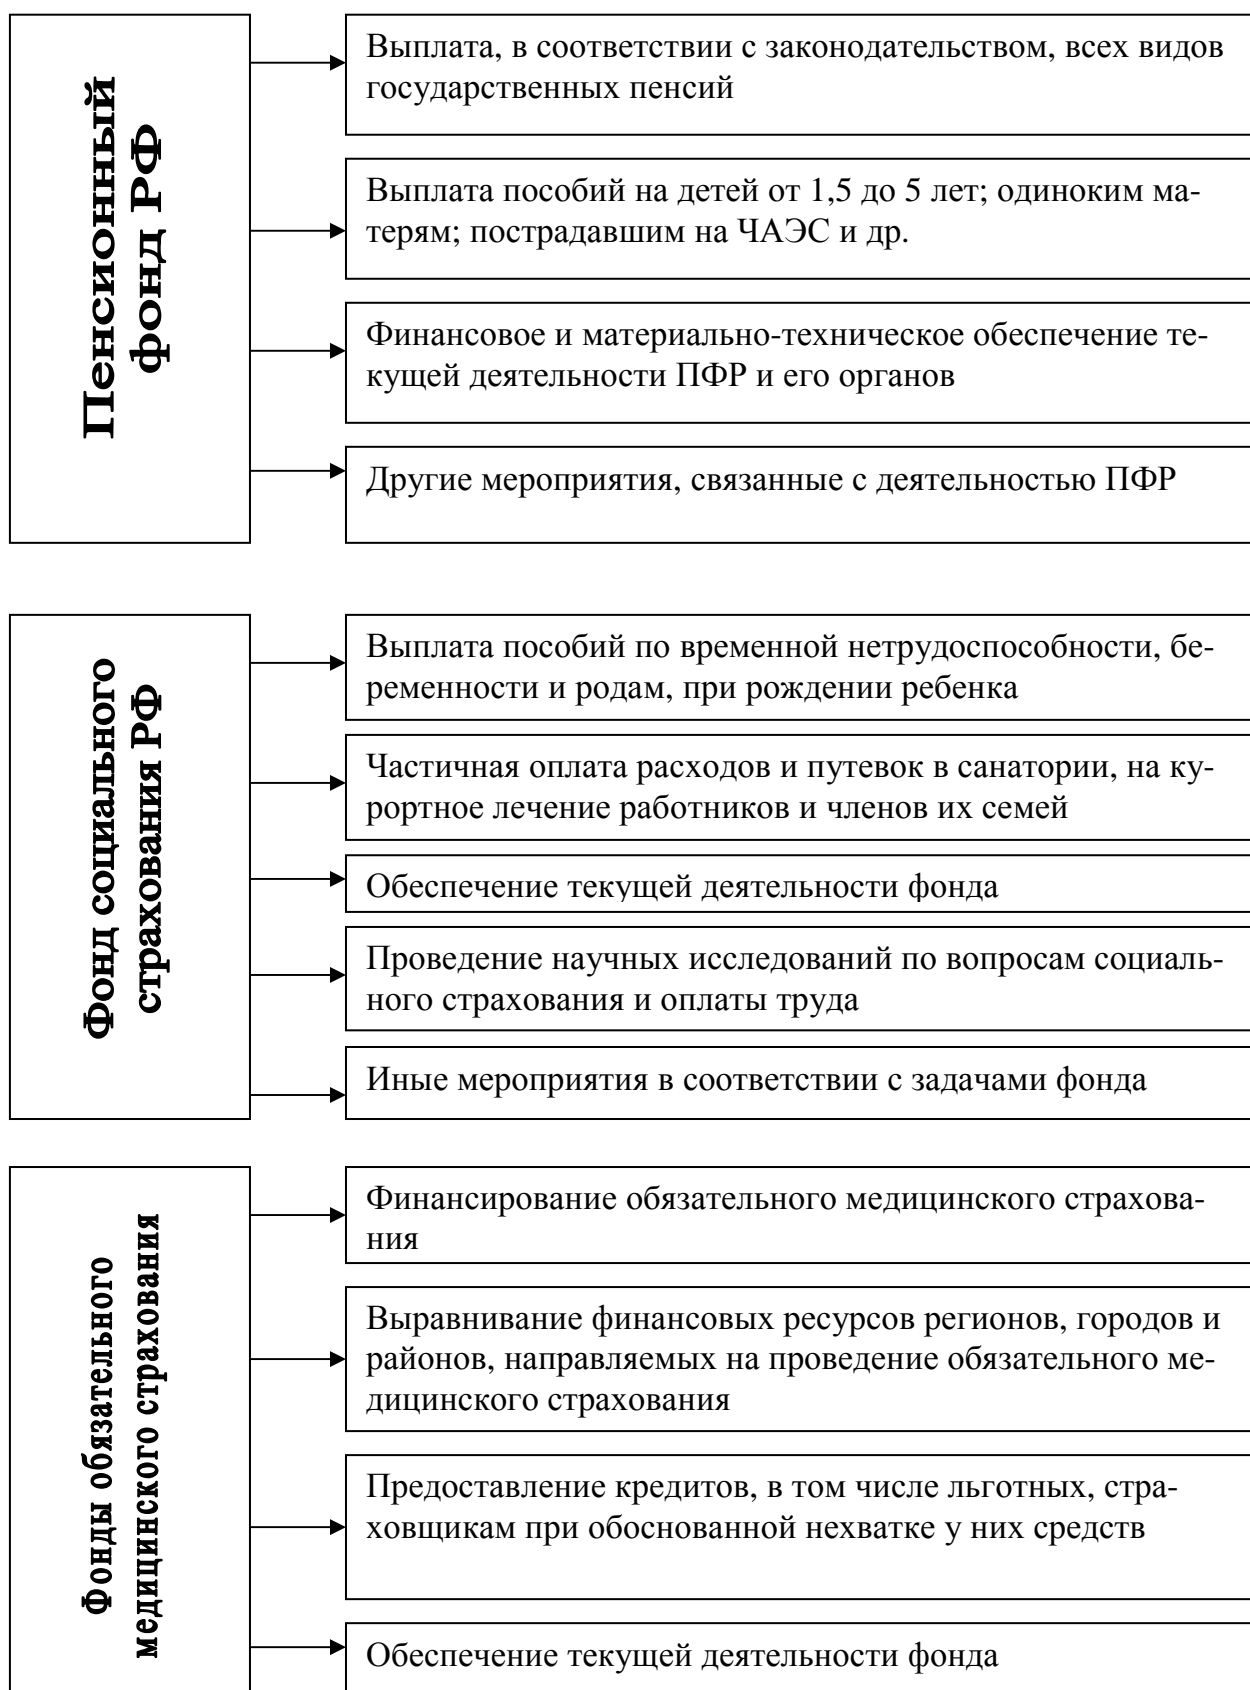 Пенсионный
фонд РФ
Выплата, в соответствии с законодательством, всех видов
государственных пенсий
Выплата пособий на детей от 1,5 до 5 лет; одиноким ма-
терям; пострадавшим на ЧАЭС и др.
Финансовое и материально-техническое обеспечение те-
кущей деятельности ПФР и его органов
Другие мероприятия, связанные с деятельностью ПФР
Фонд социального
страхования РФ
Выплата пособий по временной нетрудоспособности, бе-
ременности и родам, при рождении ребенка
Частичная оплата расходов и путевок в санатории, на ку-
рортное лечение работников и членов их семей
Обеспечение текущей деятельности фонда
Проведение научных исследований по вопросам социаль-
ного страхования и оплаты труда
Иные мероприятия в соответствии с задачами фонда
Фонды обязательного
медицинского страхования
Финансирование обязательного медицинского страхова-
ния
Выравнивание финансовых ресурсов регионов, городов и
районов, направляемых на проведение обязательного ме-
дицинского страхования
Предоставление кредитов, в том числе льготных, стра-
ховщикам при обоснованной нехватке у них средств
Обеспечение текущей деятельности фонда